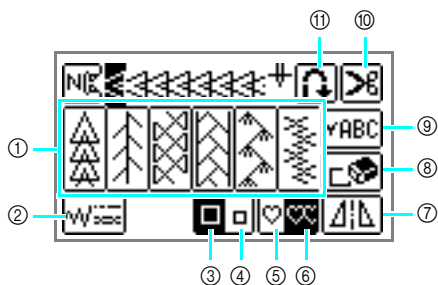 ⑪ ⑩
N
① ABC ⑨
⑧
② ③ ④ ⑤ ⑥ ⑦